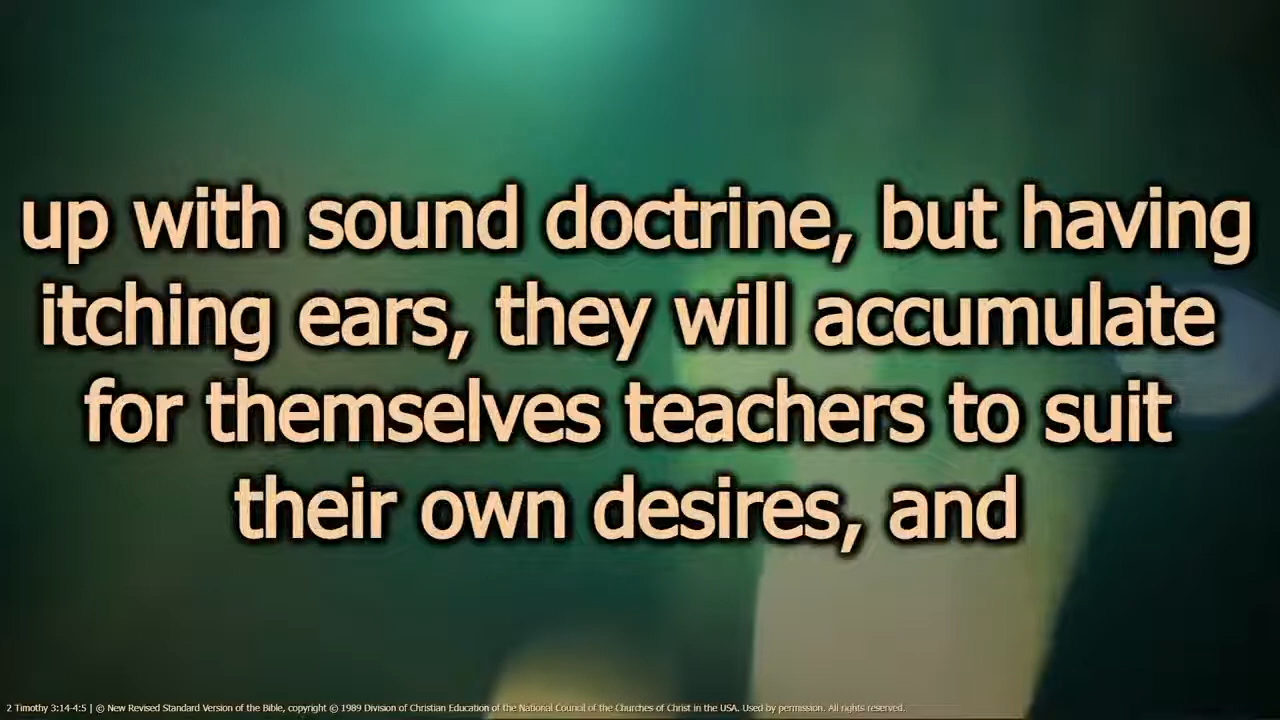 up with sound doctrine, but having
itching ears, they will accumulate
for themselves teachers to suit
their own desires, and
2 Timothy 3:14-4:5 | © New Revised Standard Version of the Bible, copyright © 1989 Division of Christian Education of the National Council of the Churches of Christ in the USA. Used by permission. All rights reserved.